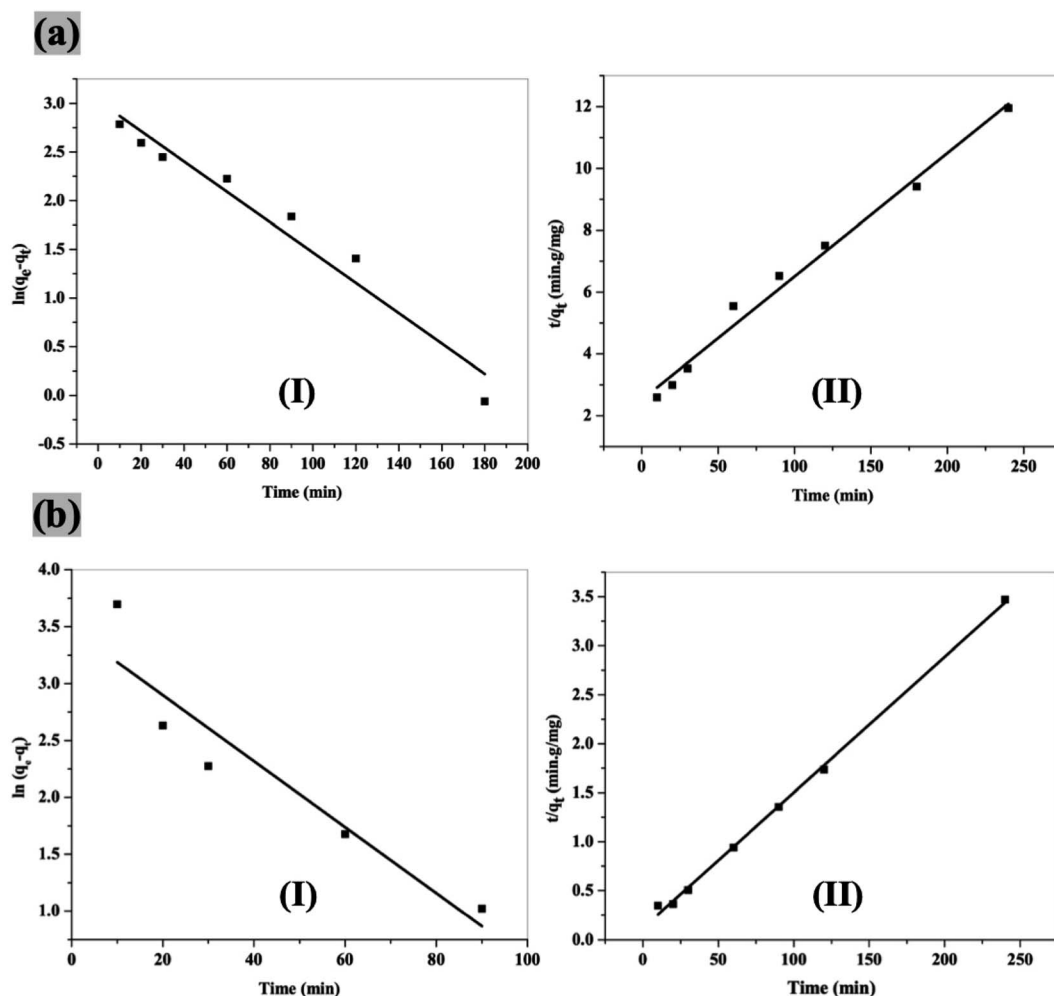 (a)
3.0
2.5
2.0
1.5
1.0
0.5
0.0
-0.5
ln(qe-qt)
(I)
0 20 40 60 80 100 120 140 160 180 200
Time (min)
12
10
8
6
4
2
t/qt (min.g/mg)
(II)
0 50 100 150 200 250
Time (min)
(b)
4.0
3.5
3.0
2.5
2.0
1.5
1.0
ln (qe-qt)
(I)
0 20 40 60 80 100
Time (min)
3.5
3.0
2.5
2.0
1.5
1.0
0.5
0.0
t/qt (min.g/mg)
(II)
0 50 100 150 200 250
Time (min)